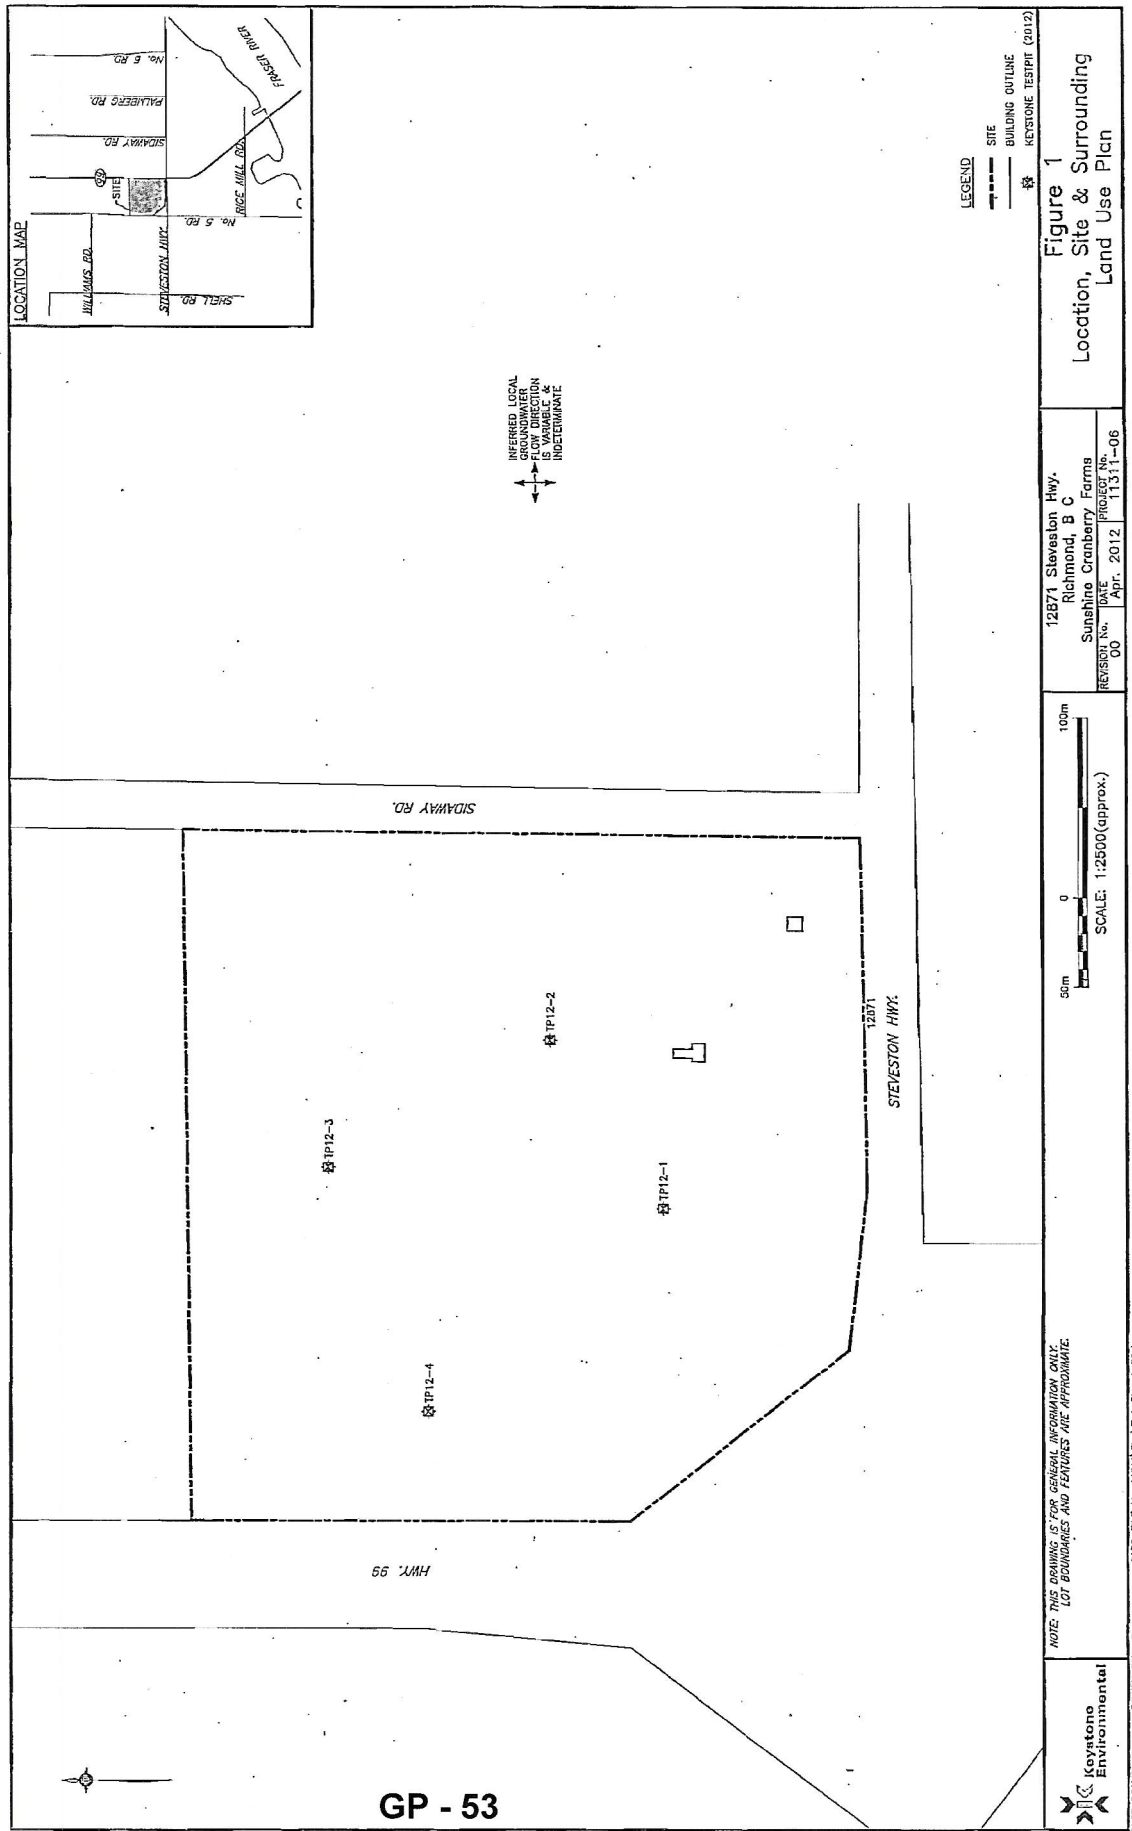 LOCATION MAP
WILLIAMS RD.
STEVESTON HWY.
SHELL RD.
No. 5 RD.
SITE
99
SIDAWAY RD.
PALMBERG RD.
No. 6 RD.
RICE MILL RD.
FRASER RIVER
HWY. 99
SIDAWAY RD.
TP12-4
TP12-3
TP12-2
TP12-1
12871
STEVESTON HWY.
INFERRED LOCAL
GROUNDWATER
FLOW DIRECTION
IS VARIABLE &
INDETERMINATE
LEGEND
SITE
BUILDING OUTLINE
KEYSTONE TESTPIT (2012)
NOTE: THIS DRAWING IS FOR GENERAL INFORMATION ONLY.
LOT BOUNDARIES AND FEATURES ARE APPROXIMATE.
Keystone
Environmental
50m 0 100m
SCALE: 1:2500(approx.)
12871 Steveston Hwy.
Richmond, B C
Sunshine Cranberry Farms
REVISION No. DATE PROJECT No.
00 Apr. 2012 11311-06
Figure 1
Location, Site & Surrounding
Land Use Plan
GP - 53